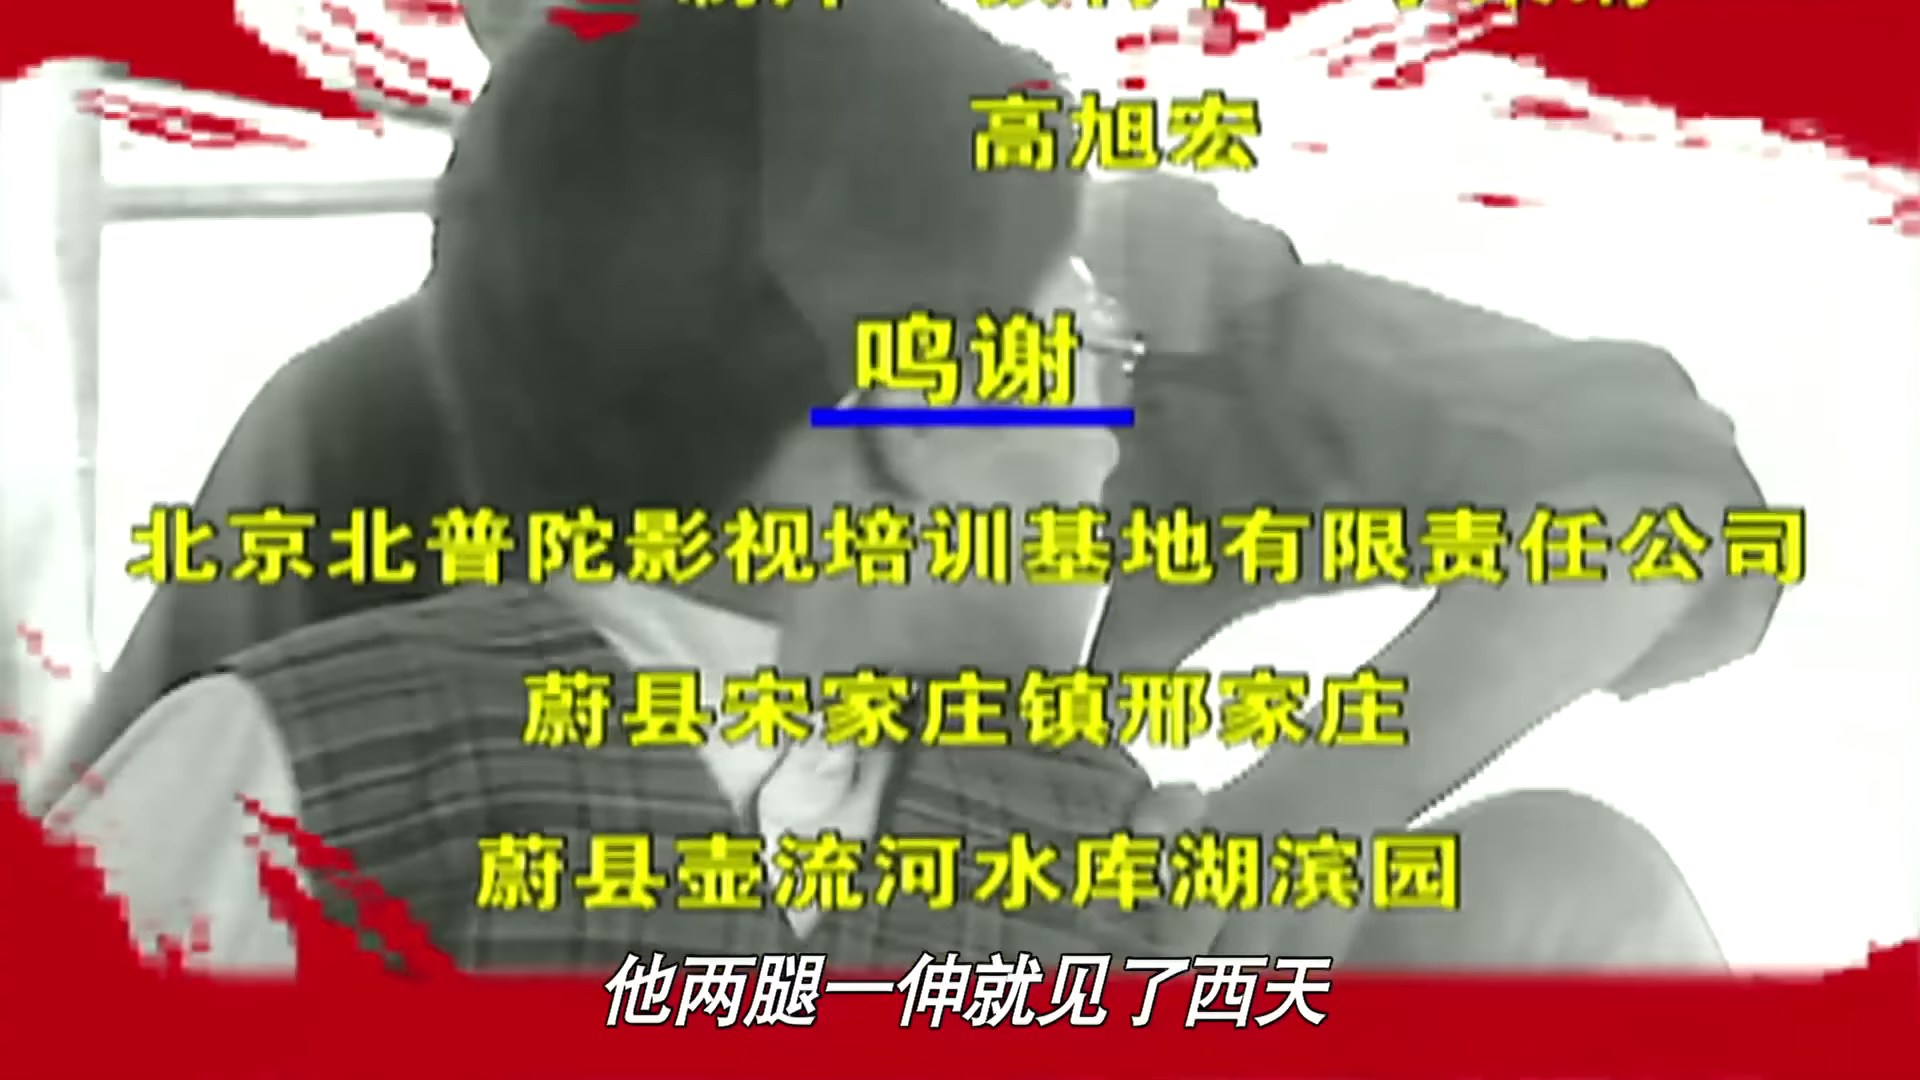 高旭宏
鸣谢
北京北普陀影视培训基地有限责任公司
蔚县宋家庄镇邢家庄
蔚县壶流河水库湖滨园
他两腿一伸就见了西天